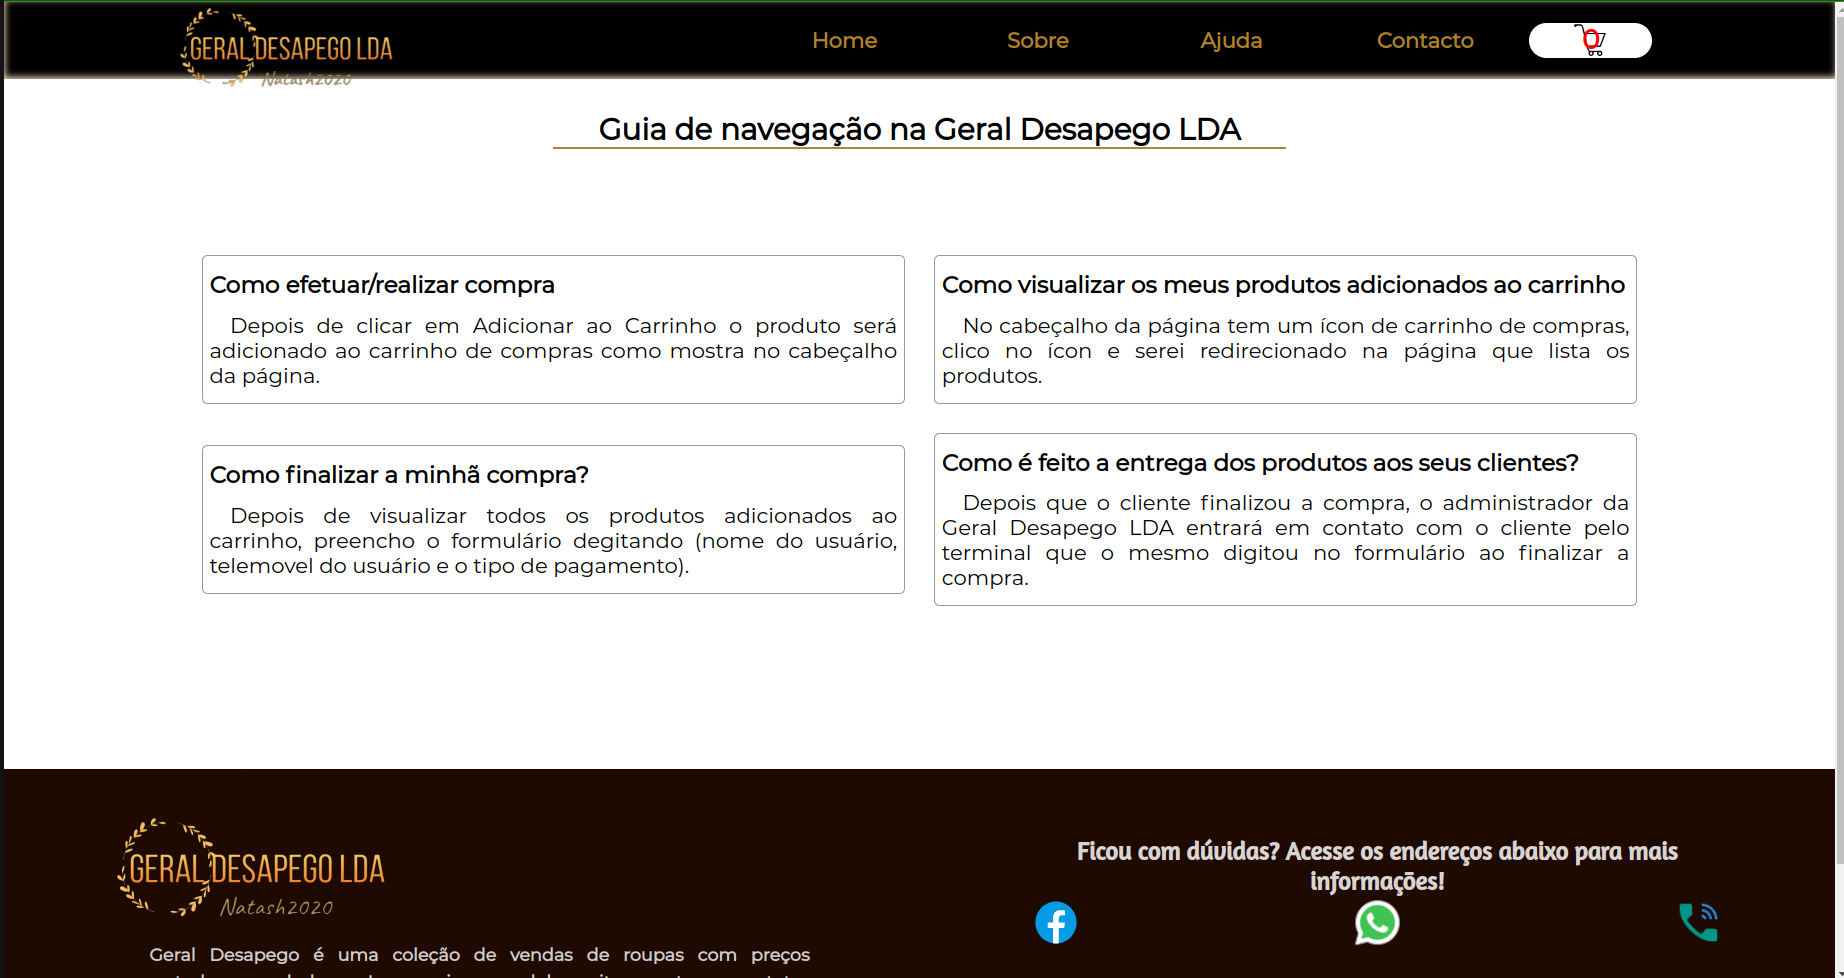 GERAL DESAPEGO LDA
Natash2020
Home
Sobre
Ajuda
Contacto
0
Guia de navegação na Geral Desapego LDA
Como efetuar/realizar compra
Depois de clicar em Adicionar ao Carrinho o produto será
adicionado ao carrinho de compras como mostra no cabeçalho
da página.
Como visualizar os meus produtos adicionados ao carrinho
No cabeçalho da página tem um ícon de carrinho de compras,
clico no ícon e serei redirecionado na página que lista os
produtos.
Como finalizar a minhã compra?
Depois de visualizar todos os produtos adicionados ao
carrinho, preencho o formulário degitando (nome do usuário,
telemovel do usuário e o tipo de pagamento).
Como é feito a entrega dos produtos aos seus clientes?
Depois que o cliente finalizou a compra, o administrador da
Geral Desapego LDA entrará em contato com o cliente pelo
terminal que o mesmo digitou no formulário ao finalizar a
compra.
GERAL DESAPEGO LDA
Natash2020
Geral Desapego é uma coleção de vendas de roupas com preços
Ficou com dúvidas? Acesse os endereços abaixo para mais
informações!